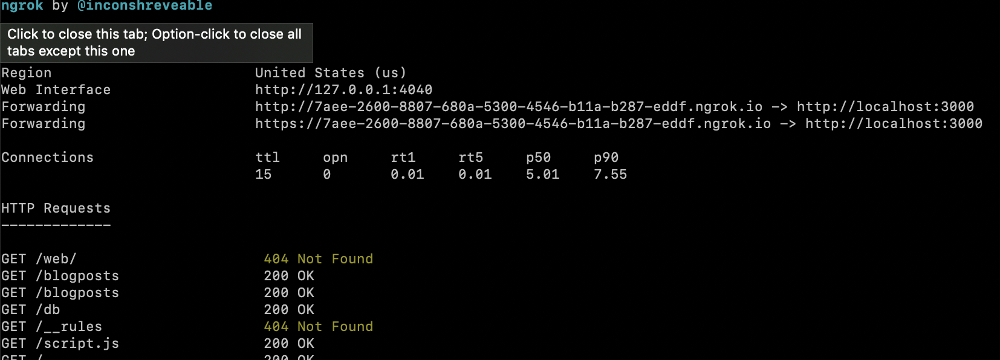 ngrok by @inconshreveable
Click to close this tab; Option-click to close all
tabs except this one
Region United States (us)
Web Interface http://127.0.0.1:4040
Forwarding http://7aee-2600-8807-680a-5300-4546-b11a-b287-eddf.ngrok.io -> http://localhost:3000
Forwarding https://7aee-2600-8807-680a-5300-4546-b11a-b287-eddf.ngrok.io -> http://localhost:3000
Connections ttl opn rt1 rt5 p50 p90
15 0 0.01 0.01 5.01 7.55
HTTP Requests
-------------
GET /web/ 404 Not Found
GET /blogposts 200 OK
GET /blogposts 200 OK
GET /db 200 OK
GET /__rules 404 Not Found
GET /script.js 200 OK
GET / 200 OK